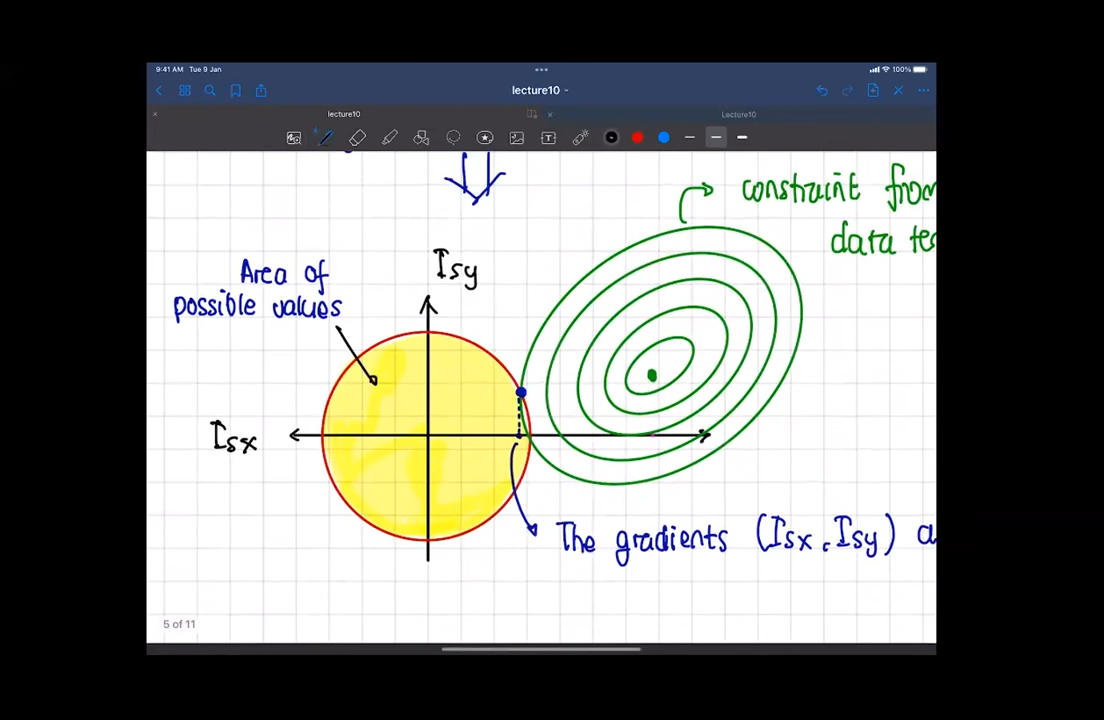 9:41 AM Tue 9 Jan
100%
lecture10
lecture10
Lecture10
constraint from
data te
Isy
Area of
possible values
Isx
The gradients (Isx, Isy) a
5 of 11